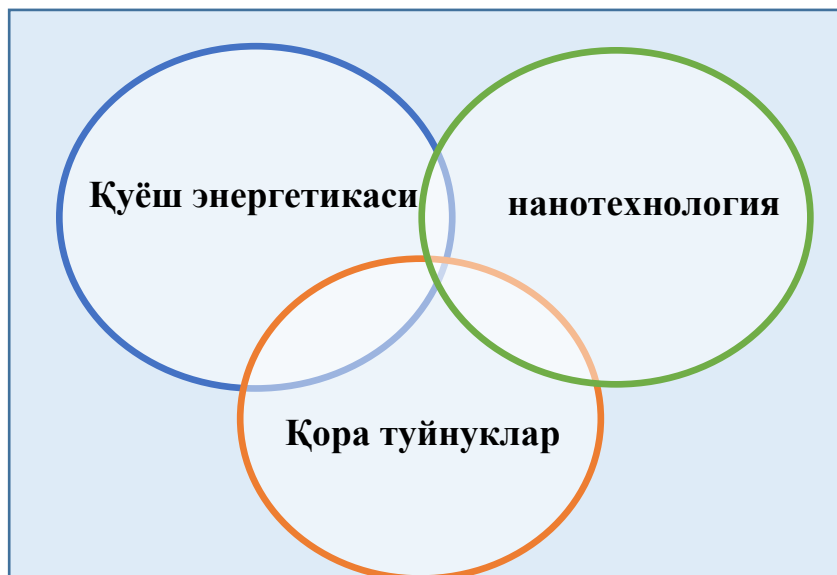 Қуёш энергетикаси
нанотехнология
Қора туйнуклар